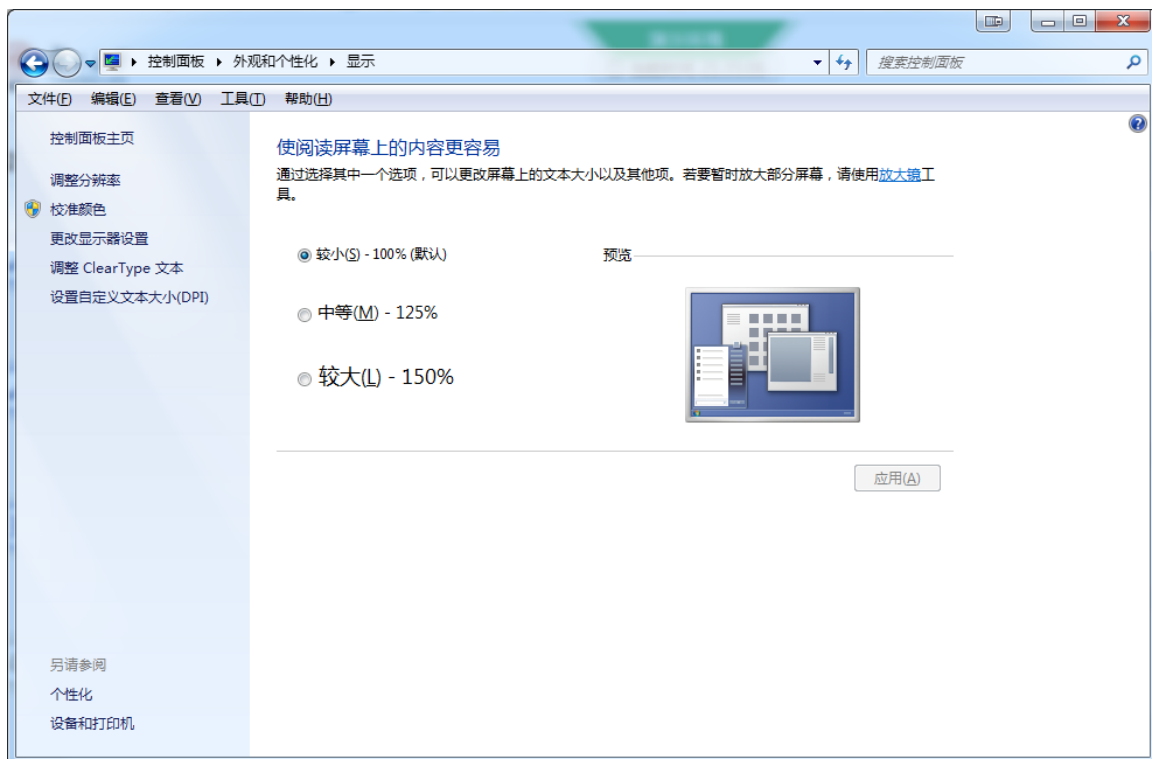 控制面板 ▸ 外观和个性化 ▸ 显示
搜索控制面板
文件(F) 编辑(E) 查看(V) 工具(T) 帮助(H)
控制面板主页
调整分辨率
校准颜色
更改显示器设置
调整 ClearType 文本
设置自定义文本大小(DPI)
使阅读屏幕上的内容更容易
通过选择其中一个选项，可以更改屏幕上的文本大小以及其他项。若要暂时放大部分屏幕，请使用放大镜工
具。
较小(S) - 100% (默认)
预览
中等(M) - 125%
较大(L) - 150%
应用(A)
另请参阅
个性化
设备和打印机